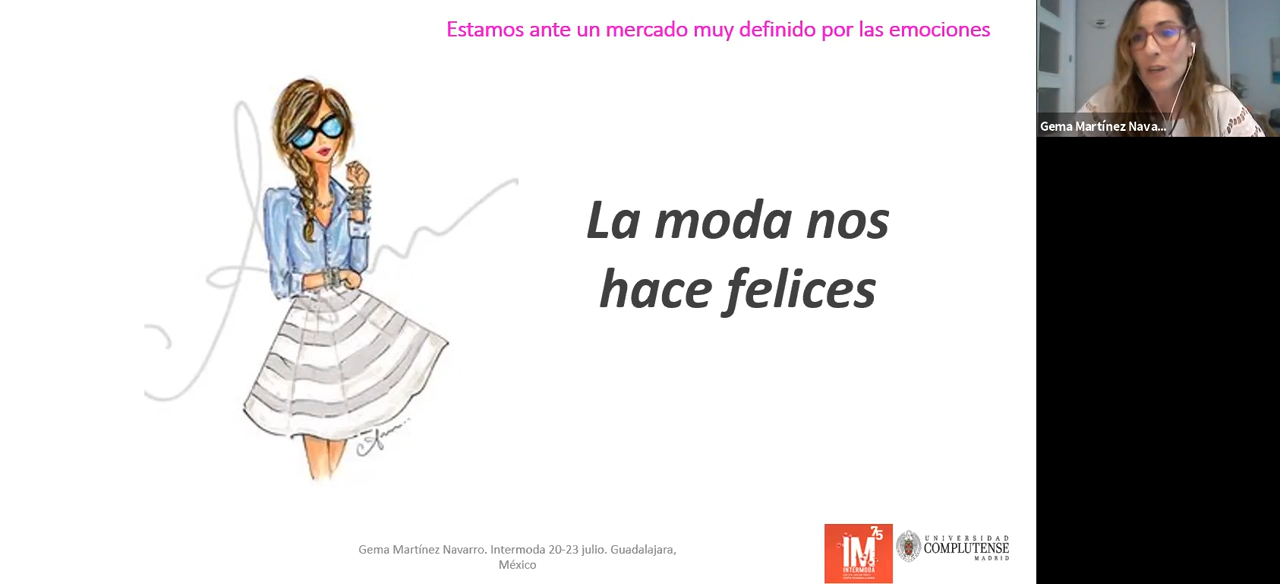 Estamos ante un mercado muy definido por las emociones
Gema Martínez Nava...
La moda nos
hace felices
Gema Martínez Navarro. Intermoda 20-23 julio. Guadalajara,
México
75
IM
INTERMODA
UNIVERSIDAD
COMPLUTENSE
MADRID